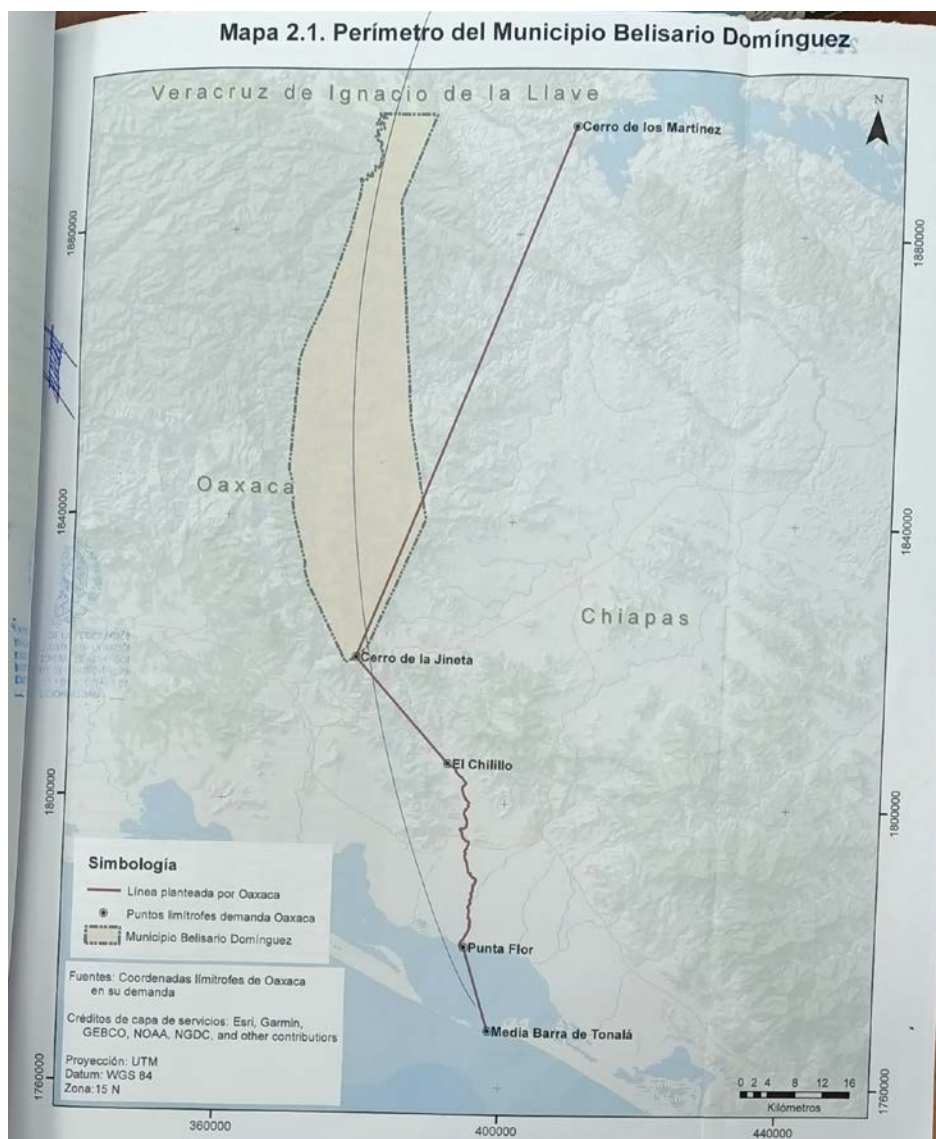 Mapa 2.1. Perímetro del Municipio Belisario Domínguez
Veracruz de Ignacio de la Llave
N
Cerro de los Martinez
1880000
1880000
Oaxaca
1840000
1840000
Chiapas
Cerro de la Jineta
El Chilillo
1800000
1800000
Simbología
Línea planteada por Oaxaca
Puntos limítrofes demanda Oaxaca
Municipio Belisario Domínguez
Punta Flor
Fuentes: Coordenadas límitrofes de Oaxaca
en su demanda
Créditos de capa de servicios: Esri, Garmin,
GEBCO, NOAA, NGDC, and other contributiors
Media Barra de Tonalá
Proyección: UTM
Datum: WGS 84
Zona:15 N
0 2 4 8 12 16
Kilómetros
1760000
1760000
360000
400000
440000